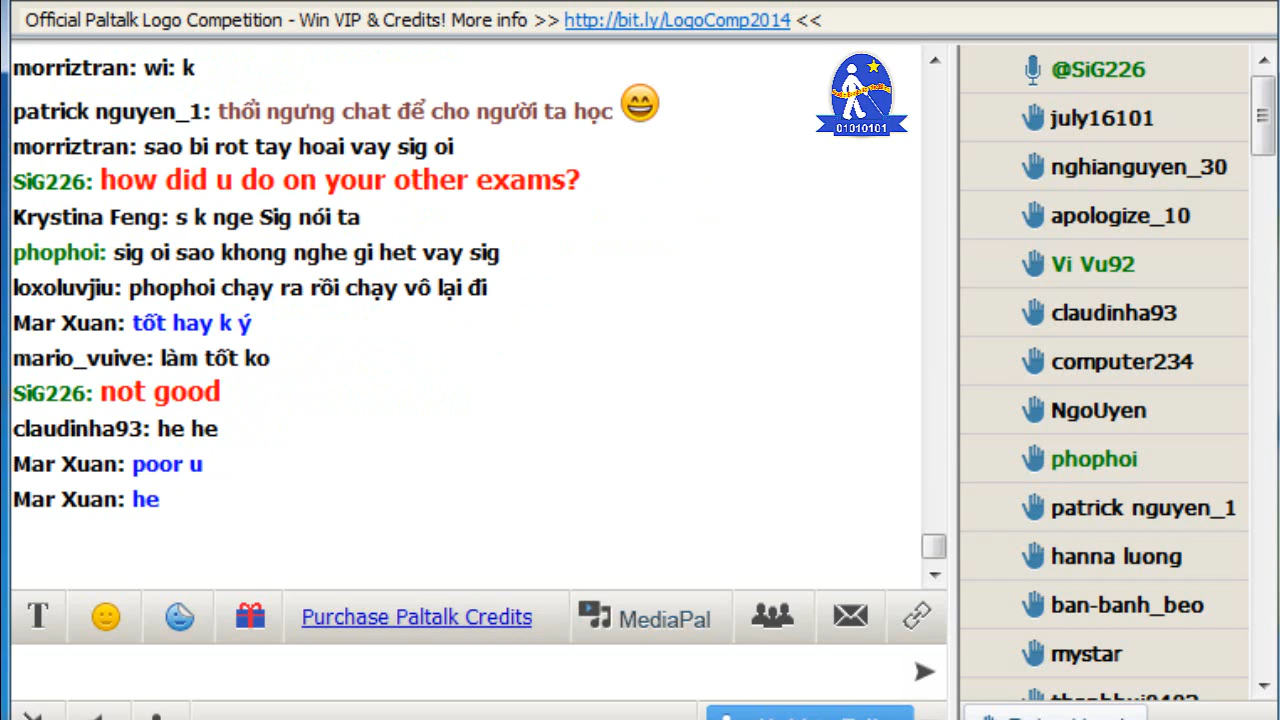 Official Paltalk Logo Competition - Win VIP & Credits! More info >> http://bit.ly/LogoComp2014 <<
morriztran: wi: k
patrick nguyen_1: thổi ngưng chat để cho người ta học
morriztran: sao bi rot tay hoai vay sig oi
SiG226: how did u do on your other exams?
Krystina Feng: s k nge Sig nói ta
phophoi: sig oi sao khong nghe gi het vay sig
loxoluvjiu: phophoi chạy ra rồi chạy vô lại đi
Mar Xuan: tốt hay k ý
mario_vuive: làm tốt ko
SiG226: not good
claudinha93: he he
Mar Xuan: poor u
Mar Xuan: he
01010101
@SiG226
july16101
nghianguyen_30
apologize_10
Vi Vu92
claudinha93
computer234
NgoUyen
phophoi
patrick nguyen_1
hanna luong
ban-banh_beo
mystar
T
Purchase Paltalk Credits
MediaPal